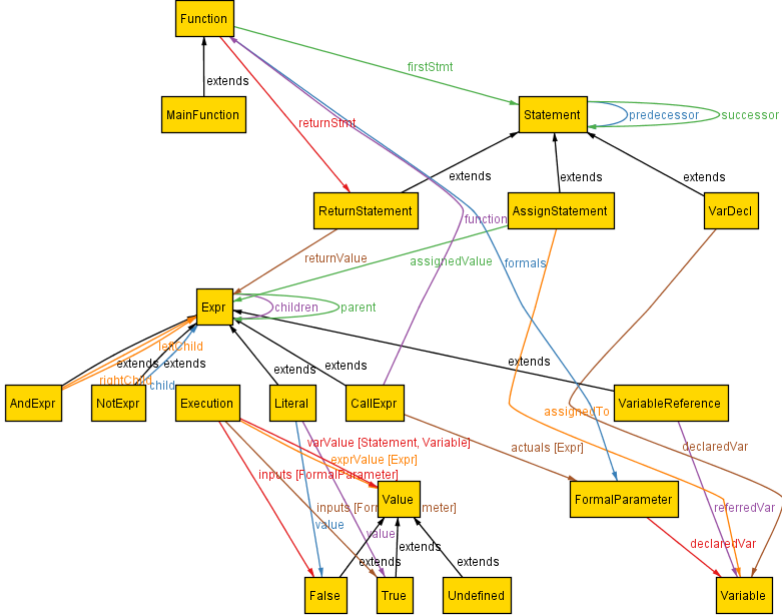 Function
firstStmt
extends
MainFunction
Statement
predecessor
successor
returnStmt
extends
extends
extends
ReturnStatement
AssignStatement
VarDecl
function
returnValue
assignedValue
formals
Expr
children
parent
leftChild
extends
extends
extends
extends
rightChild
child
extends
AndExpr
NotExpr
Execution
Literal
CallExpr
VariableReference
assignedTo
varValue [Statement, Variable]
actuals [Expr]
declaredVar
exprValue [Expr]
inputs [FormalParameter]
Value
FormalParameter
inputs [FormalParameter]
referredVar
value
value
declaredVar
extends
extends
extends
False
True
Undefined
Variable